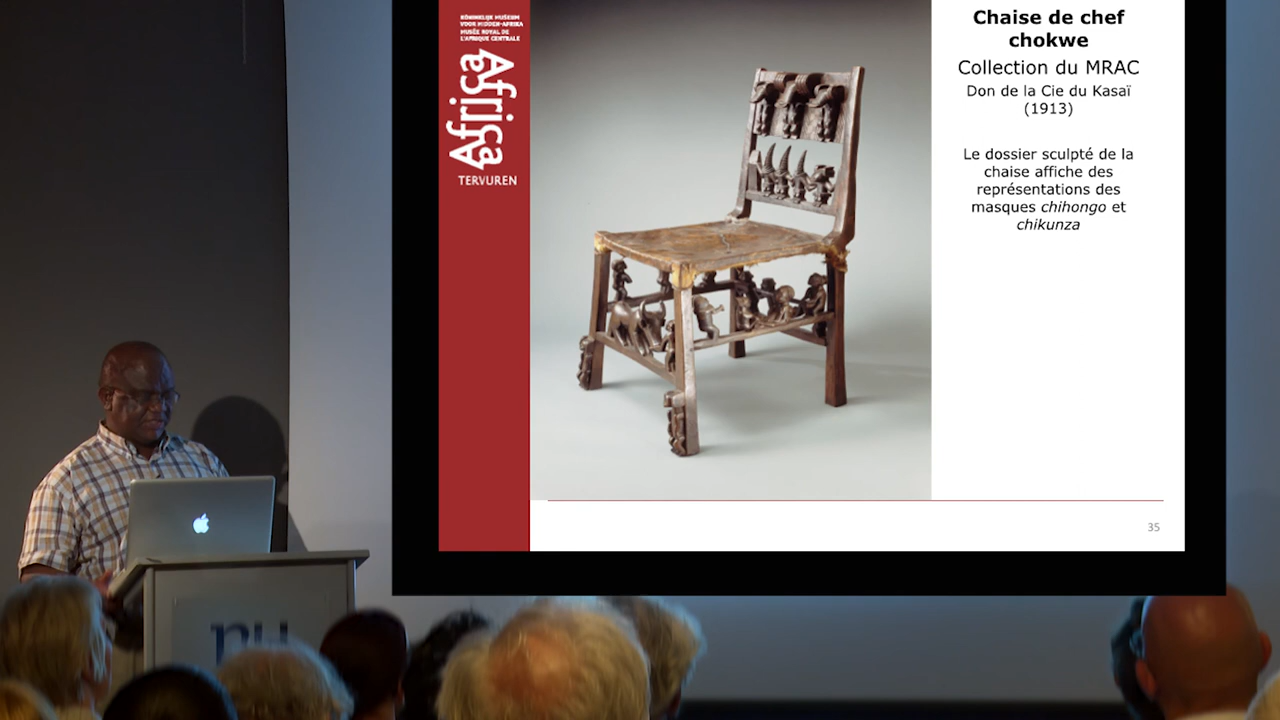 KONINKLIJK MUSEUM
VOOR MIDDEN-AFRIKA
MUSÉE ROYAL DE
L'AFRIQUE CENTRALE
Africa
TERVUREN
Chaise de chef
chokwe
Collection du MRAC
Don de la Cie du Kasaï
(1913)
Le dossier sculpté de la
chaise affiche des
représentations des
masques chihongo et
chikunza
35